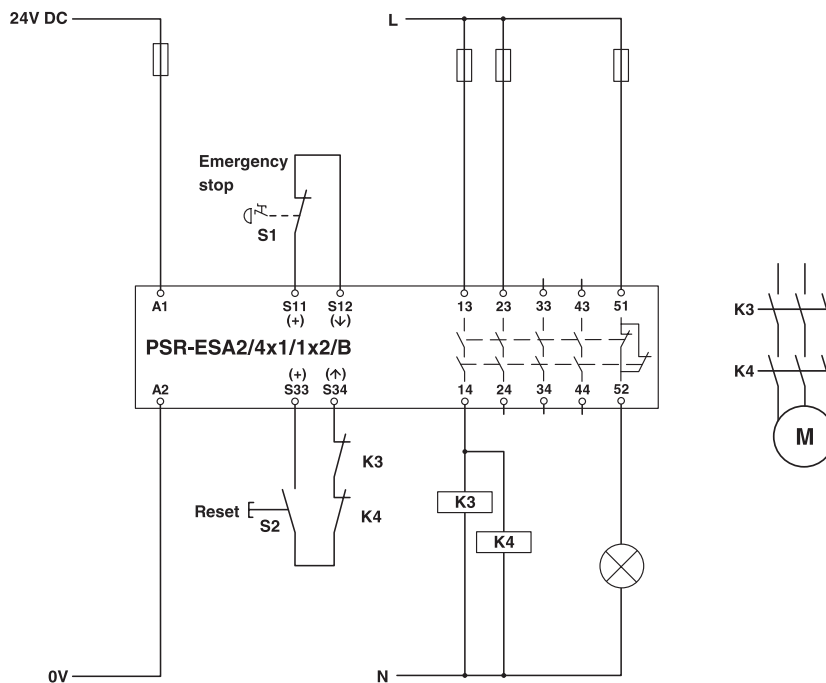 24V DC
L
Emergency
stop
S1
A1 S11 S12 13 23 33 43 51
(+) (↓)
K3
PSR-ESA2/4x1/1x2/B
(+) (↑)
K4
A2 S33 S34 14 24 34 44 52
M
K3
Reset
S2
K4
K3
K4
0V
N